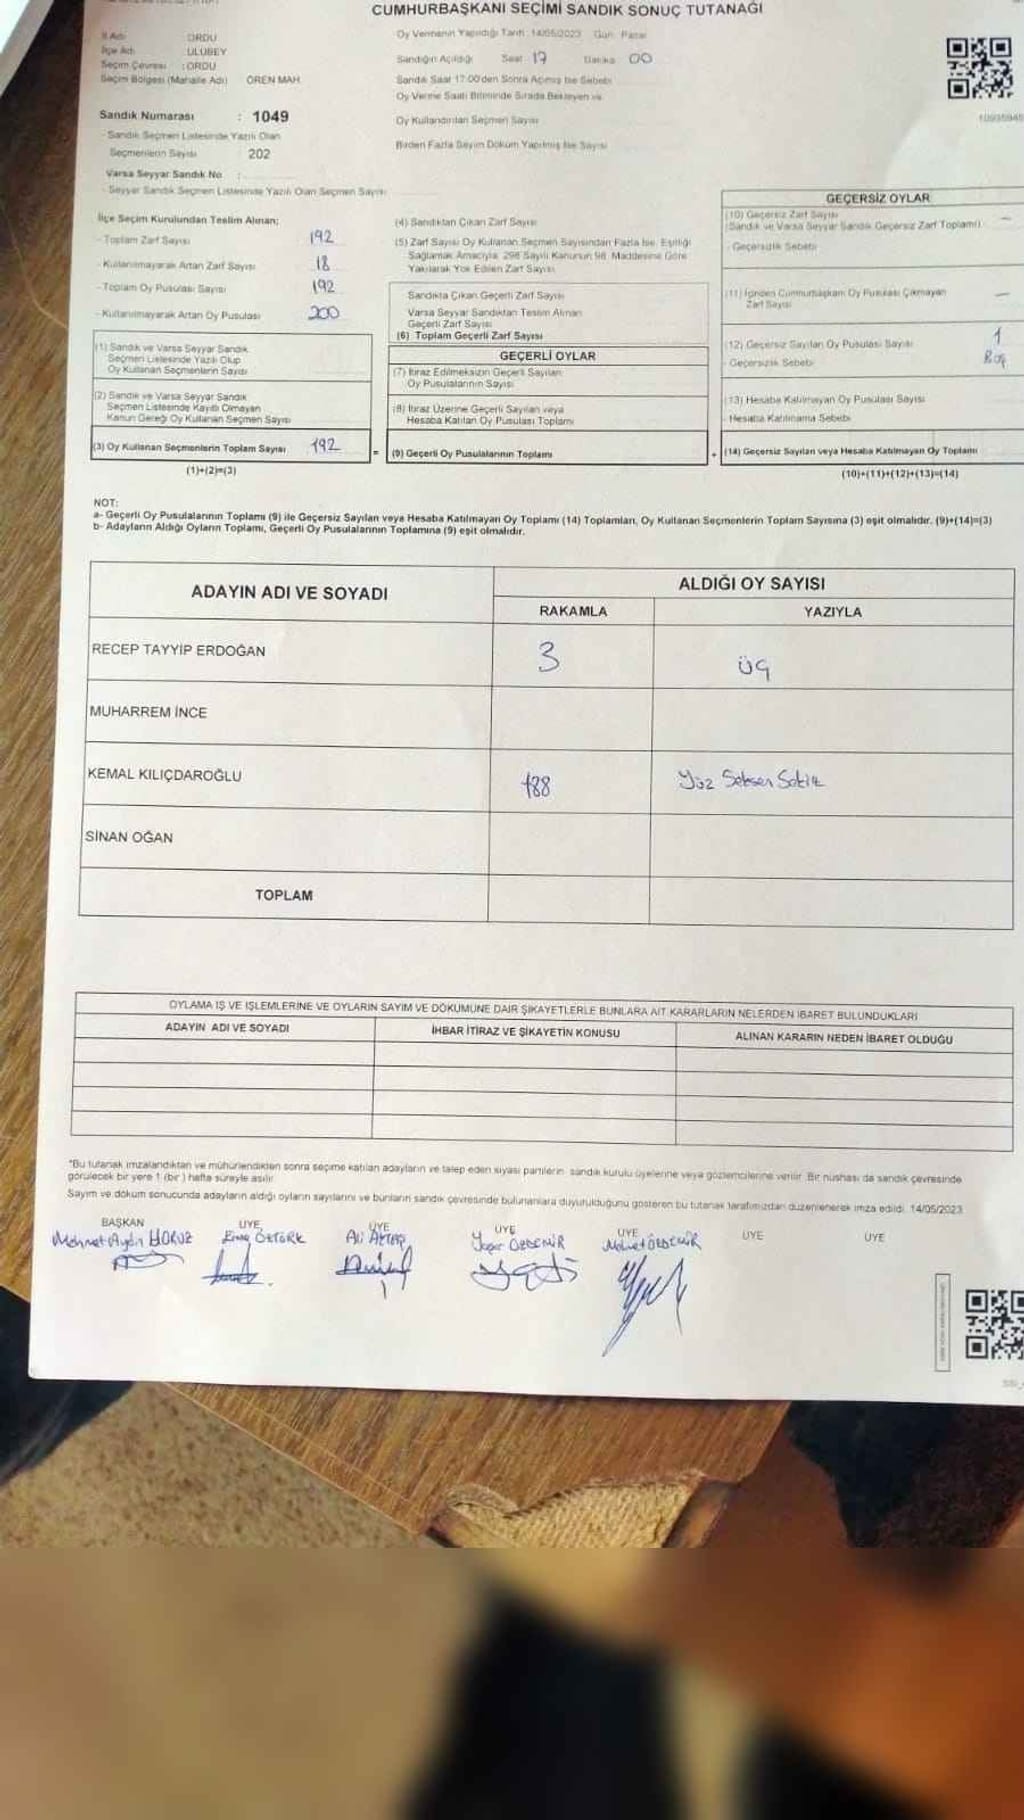 CUMHURBAŞKANI SEÇİMİ SANDIK SONUÇ TUTANAĞI
İl Adı : ORDU
İlçe Adı : ULUBEY
Seçim Çevresi : ORDU
Seçim Bölgesi (Mahalle Adı) ÖREN MAH.
Sandık Numarası : 1049
- Sandık Seçmen Listesinde Yazılı Olan
Seçmenlerin Sayısı 202
Varsa Seyyar Sandık No :
- Seyyar Sandık Seçmen Listesinde Yazılı Olan Seçmen Sayısı
Oy Vermenin Yapıldığı Tarih : 14/05/2023 Gün : Pazar
Sandığın Açıldığı Saat 17 Dakika 00
Sandık Saat 17:00'den Sonra Açılmış İse Sebebi
Oy Verme Saati Bitiminde Sırada Bekleyen ve
Oy Kullandırılan Seçmen Sayısı
Birden Fazla Sayım Döküm Yapılmış İse Sayısı
İlçe Seçim Kurulundan Teslim Alınan;
- Toplam Zarf Sayısı 192
- Kullanılmayarak Artan Zarf Sayısı 18
- Toplam Oy Pusulası Sayısı 192
- Kullanılmayarak Artan Oy Pusulası 200
(1) Sandık ve Varsa Seyyar Sandık
Seçmen Listesinde Yazılı Olup
Oy Kullanan Seçmenlerin Sayısı
(2) Sandık ve Varsa Seyyar Sandık
Seçmen Listesinde Kayıtlı Olmayan
Kanun Gereği Oy Kullanan Seçmen Sayısı
(3) Oy Kullanan Seçmenlerin Toplam Sayısı 192
(1)+(2)=(3)
(4) Sandıktan Çıkan Zarf Sayısı
(5) Zarf Sayısı Oy Kullanan Seçmen Sayısından Fazla İse, Eşitliği
Sağlamak Amacıyla, 298 Sayılı Kanunun 98. Maddesine Göre
Yakılarak Yok Edilen Zarf Sayısı
Sandıkta Çıkan Geçerli Zarf Sayısı
Varsa Seyyar Sandıktan Teslim Alınan
Geçerli Zarf Sayısı
(6) Toplam Geçerli Zarf Sayısı
GEÇERLİ OYLAR
(7) İtiraz Edilmeksizin Geçerli Sayılan
Oy Pusulalarının Sayısı
(8) İtiraz Üzerine Geçerli Sayılan veya
Hesaba Katılan Oy Pusulası Toplamı
= (9) Geçerli Oy Pusulalarının Toplamı
GEÇERSİZ OYLAR
(10) Geçersiz Zarf Sayısı
(Sandık ve Varsa Seyyar Sandık Geçersiz Zarf Toplamı) —
- Geçersizlik Sebebi
(11) İçinden Cumhurbaşkanı Oy Pusulası Çıkmayan
Zarf Sayısı —
(12) Geçersiz Sayılan Oy Pusulası Sayısı 1
- Geçersizlik Sebebi Boş
(13) Hesaba Katılmayan Oy Pusulası Sayısı
- Hesaba Katılmama Sebebi
+ (14) Geçersiz Sayılan veya Hesaba Katılmayan Oy Toplamı
(10)+(11)+(12)+(13)=(14)
NOT:
a- Geçerli Oy Pusulalarının Toplamı (9) ile Geçersiz Sayılan veya Hesaba Katılmayan Oy Toplamı (14) Toplamları, Oy Kullanan Seçmenlerin Toplam Sayısına (3) eşit olmalıdır. (9)+(14)=(3)
b- Adayların Aldığı Oyların Toplamı, Geçerli Oy Pusulalarının Toplamına (9) eşit olmalıdır.
ADAYIN ADI VE SOYADI
ALDIĞI OY SAYISI
RAKAMLA YAZIYLA
RECEP TAYYİP ERDOĞAN 3 üç
MUHARREM İNCE
KEMAL KILIÇDAROĞLU 188 Yüz Seksen Sekiz
SİNAN OĞAN
TOPLAM
OYLAMA İŞ VE İŞLEMLERİNE VE OYLARIN SAYIM VE DÖKÜMÜNE DAİR ŞİKAYETLERLE BUNLARA AİT KARARLARIN NELERDEN İBARET BULUNDUKLARI
ADAYIN ADI VE SOYADI İHBAR İTİRAZ VE ŞİKAYETİN KONUSU ALINAN KARARIN NEDEN İBARET OLDUĞU
*Bu tutanak imzalandıktan ve mühürlendikten sonra seçime katılan adayların ve talep eden siyasi partilerin sandık kurulu üyelerine veya gözlemcilerine verilir. Bir nüshası da sandık çevresinde
görülecek bir yere 1 (bir) hafta süreyle asılır.
Sayım ve döküm sonucunda adayların aldığı oyların sayılarını ve bunların sandık çevresinde bulunanlara duyurulduğunu gösteren bu tutanak tarafımızdan düzenlenerek imza edildi. 14/05/2023
BAŞKAN ÜYE ÜYE ÜYE ÜYE ÜYE ÜYE
Mehmet Aydın HORUZ ÖZTÜRK Ali AKTAŞ Yaşar ÖZDEMİR Mehmet ÖZDEMİR